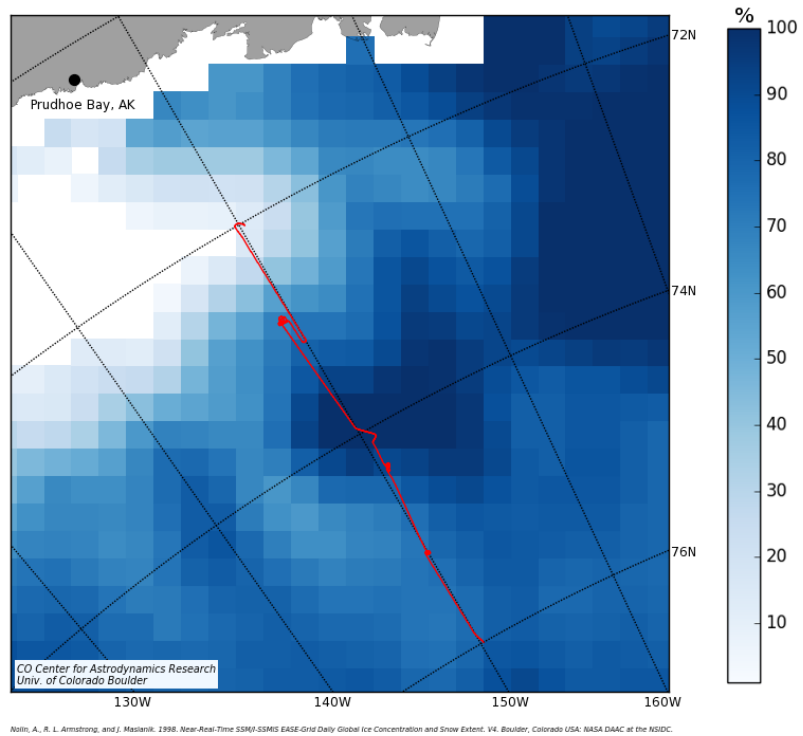 %
100
72N
90
Prudhoe Bay, AK
80
70
60
74N
50
40
30
76N
20
10
CO Center for Astrodynamics Research
Univ. of Colorado Boulder
130W 140W 150W 160W
Nolin, A., R. L. Armstrong, and J. Maslanik. 1998. Near-Real-Time SSM/I-SSMIS EASE-Grid Daily Global Ice Concentration and Snow Extent. V4. Boulder, Colorado USA: NASA DAAC at the NSIDC.